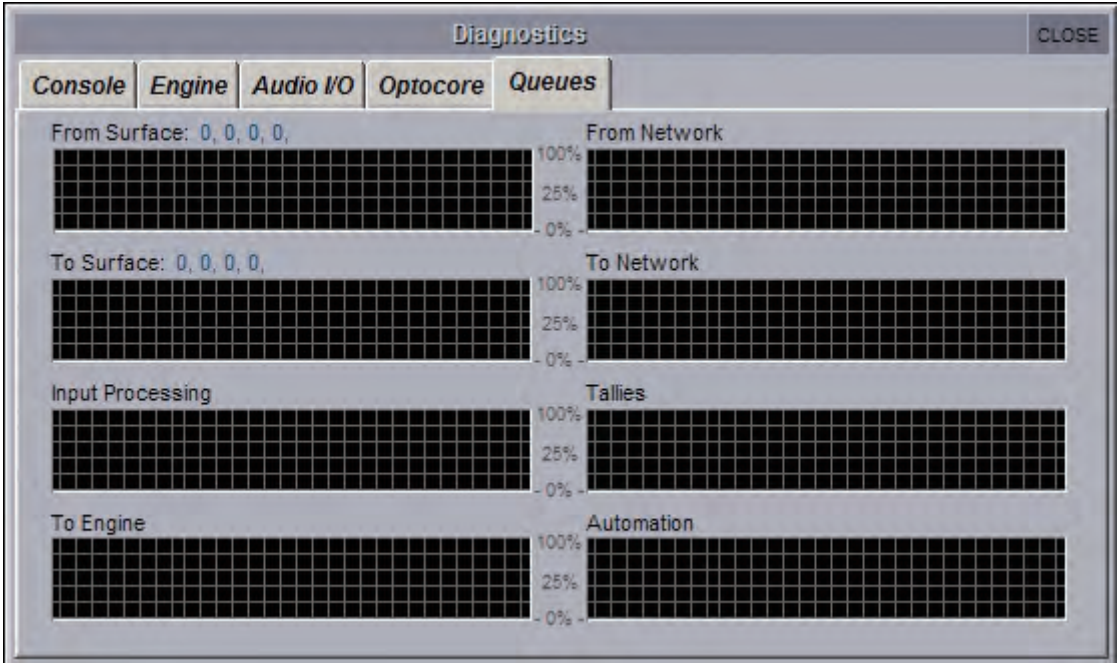 Diagnostics CLOSE
Console Engine Audio I/O Optocore Queues
From Surface: 0, 0, 0, 0, From Network
100%
25%
- 0% -
To Surface: 0, 0, 0, 0, To Network
100%
25%
- 0% -
Input Processing Tallies
100%
25%
- 0% -
To Engine Automation
100%
25%
- 0% -